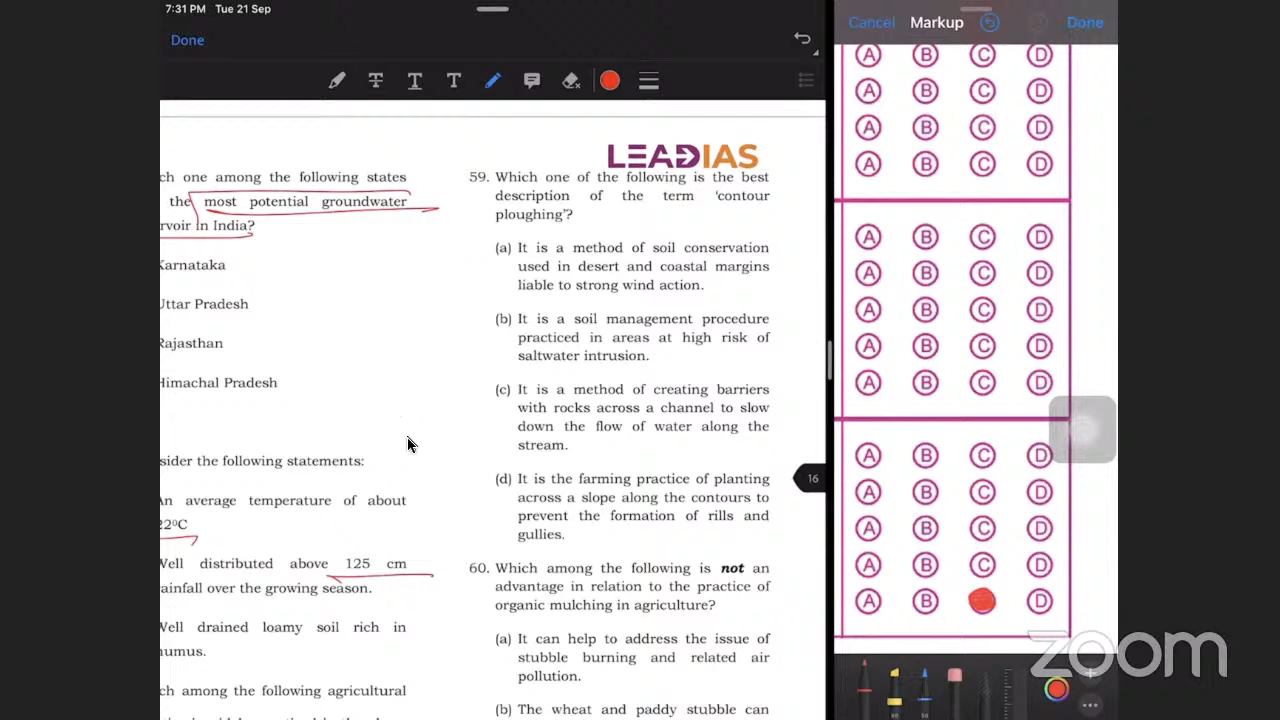 7:31 PM Tue 21 Sep
Done
T T T
Cancel Markup Done
LEADIAS
ch one among the following states
the most potential groundwater
rvoir in India?
Karnataka
Uttar Pradesh
Rajasthan
Himachal Pradesh
sider the following statements:
An average temperature of about
22⁰C
Well distributed above 125 cm
rainfall over the growing season.
Well drained loamy soil rich in
humus.
ch among the following agricultural
59. Which one of the following is the best
description of the term ‘contour
ploughing’?
(a) It is a method of soil conservation
used in desert and coastal margins
liable to strong wind action.
(b) It is a soil management procedure
practiced in areas at high risk of
saltwater intrusion.
(c) It is a method of creating barriers
with rocks across a channel to slow
down the flow of water along the
stream.
(d) It is the farming practice of planting
across a slope along the contours to
prevent the formation of rills and
gullies.
16
60. Which among the following is not an
advantage in relation to the practice of
organic mulching in agriculture?
(a) It can help to address the issue of
stubble burning and related air
pollution.
(b) The wheat and paddy stubble can
A B C D
A B C D
A B C D
A B C D
A B C D
A B C D
A B C D
A B C D
A B C D
A B C D
A B C D
A B C D
A B C D
A B D
zoom